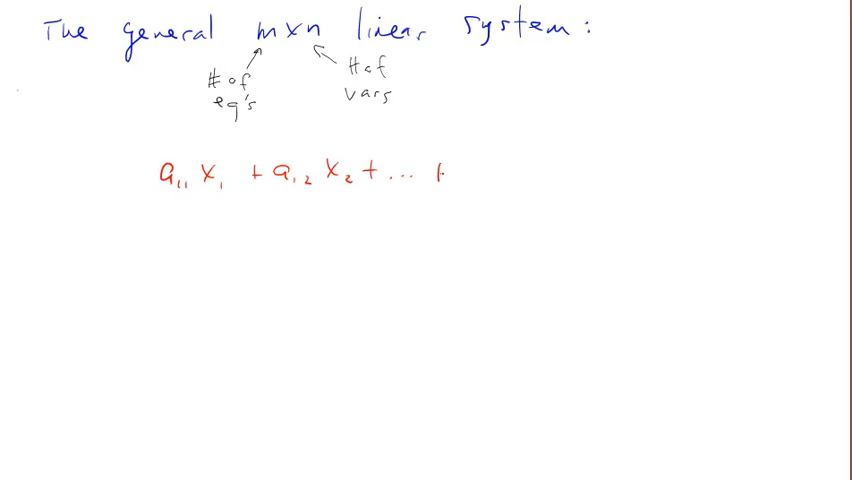 The general m×n linear system:
# of eq's
# of vars
a₁₁ x₁ + a₁₂ x₂ + ... +